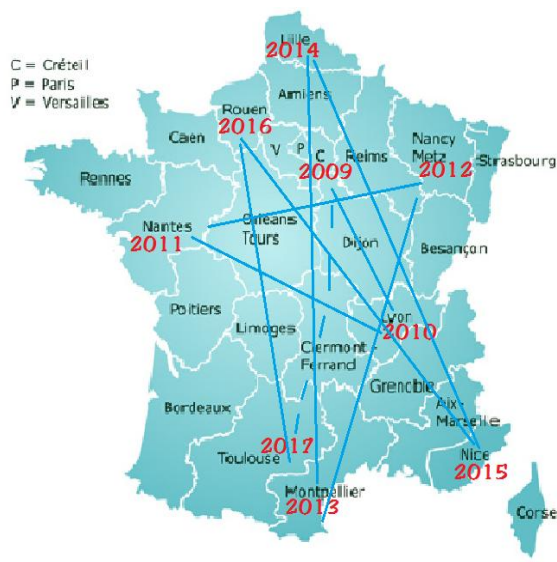 C = Créteil
P = Paris
V = Versailles
Lille
2014
Amiens
Rouen
2016
Caen
V
P
C
2009
Reims
Nancy
Metz
2012
Strasbourg
Rennes
Nantes
2011
Orléans
Tours
Dijon
Besançon
Poitiers
Limoges
Lyon
2010
Clermont-
Ferrand
Grenoble
Bordeaux
Aix-
Marseille
2017
Toulouse
Nice
2015
Montpellier
2013
Corse